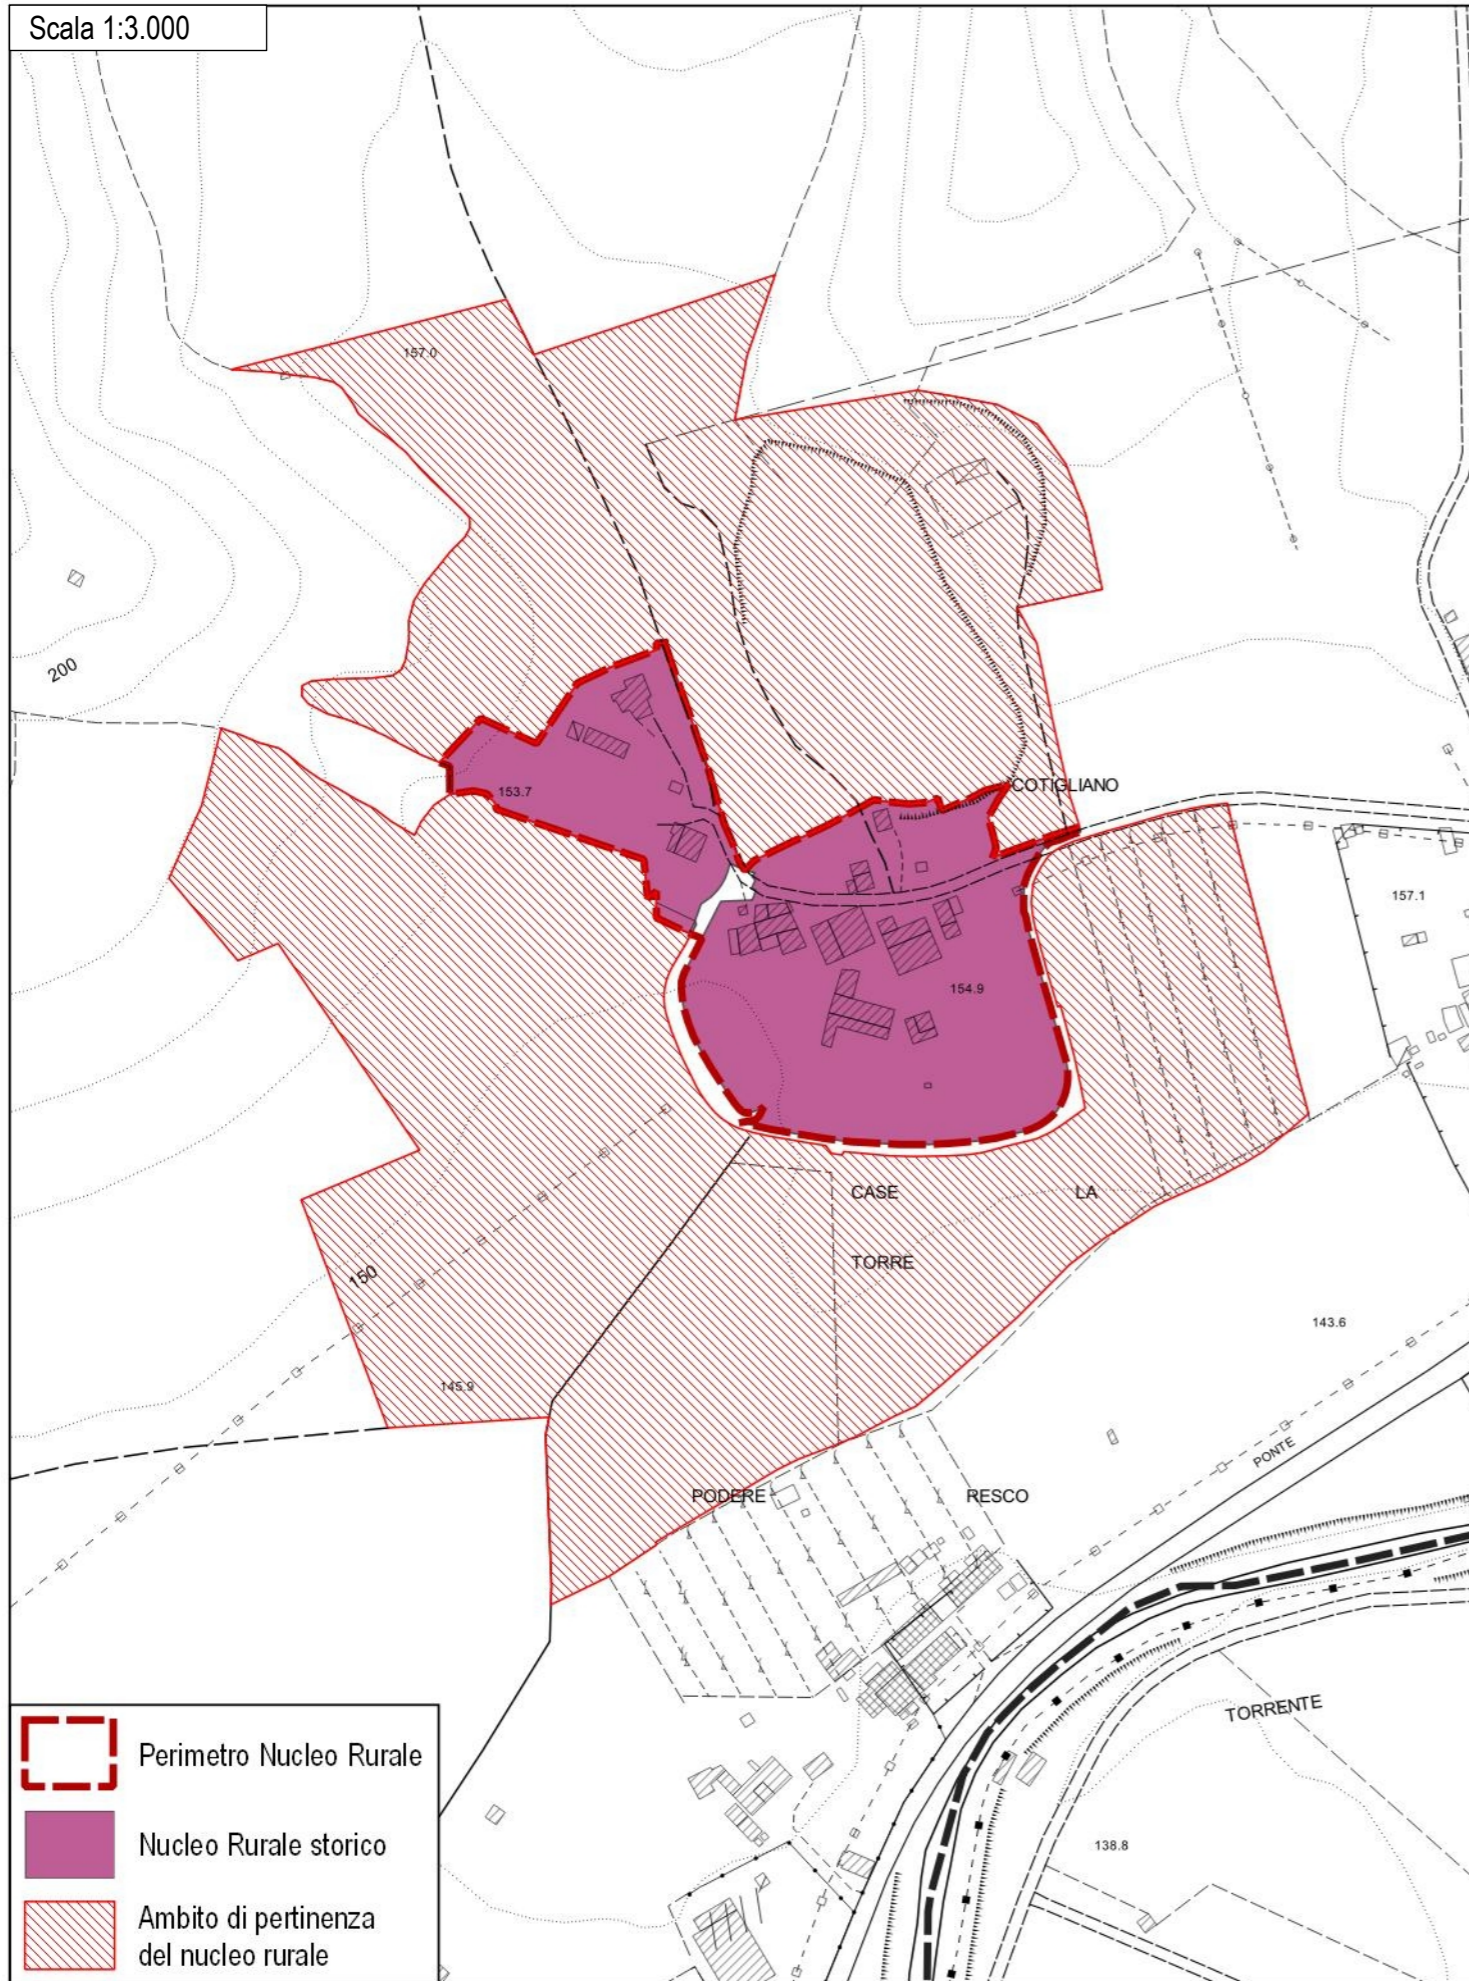 Scala 1:3.000
157.0
200
153.7
COTIGLIANO
157.1
154.9
CASE LA
TORRE
150
143.6
145.9
PONTE
PODERE RESCO
TORRENTE
138.8
Perimetro Nucleo Rurale
Nucleo Rurale storico
Ambito di pertinenza
del nucleo rurale